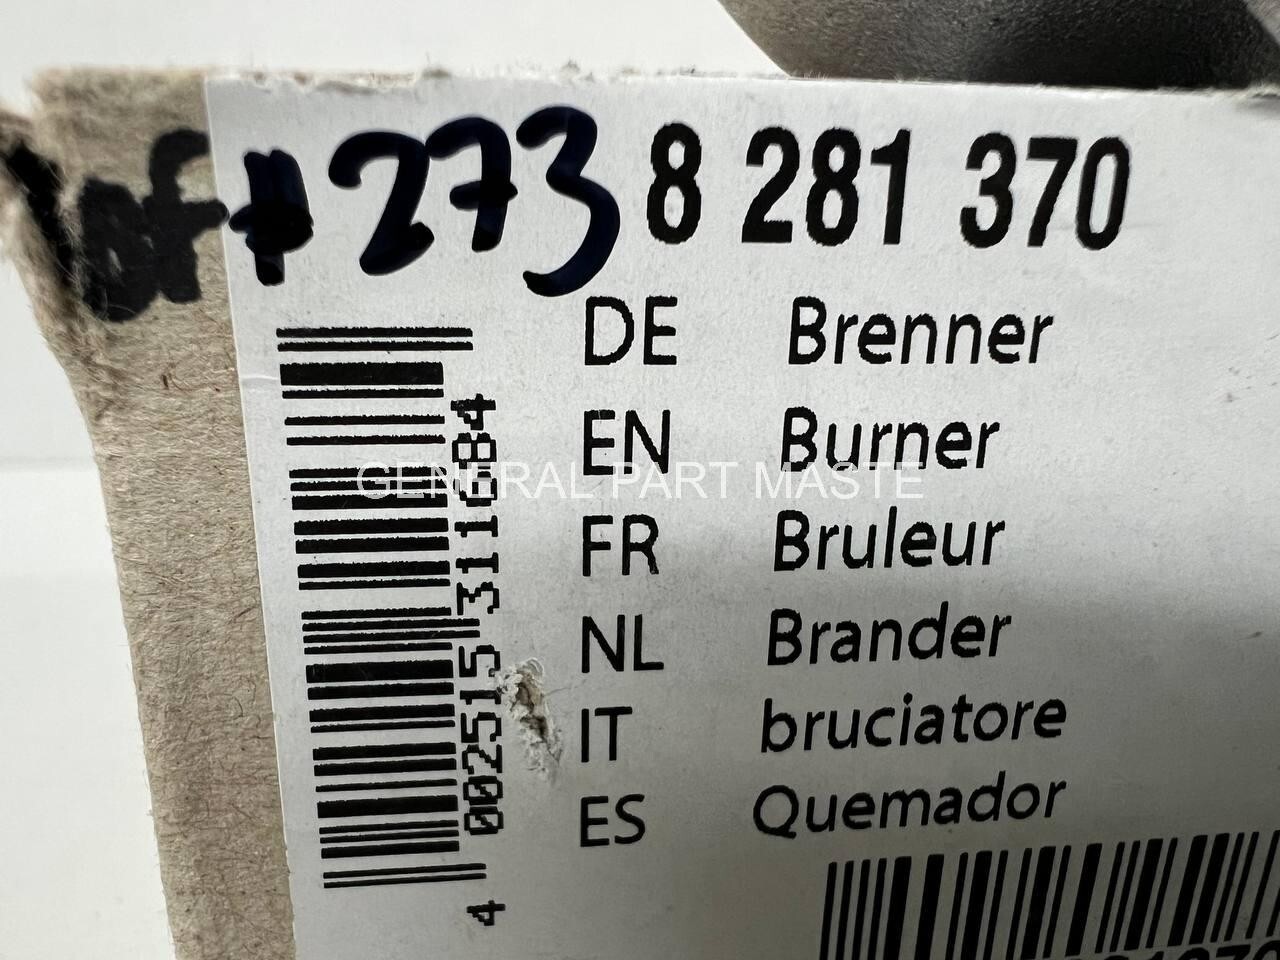 DF # 273 8 281 370
DE Brenner
EN Burner
FR Bruleur
NL Brander
IT bruciatore
ES Quemador
4 002515 311684
GENERAL PART MASTE